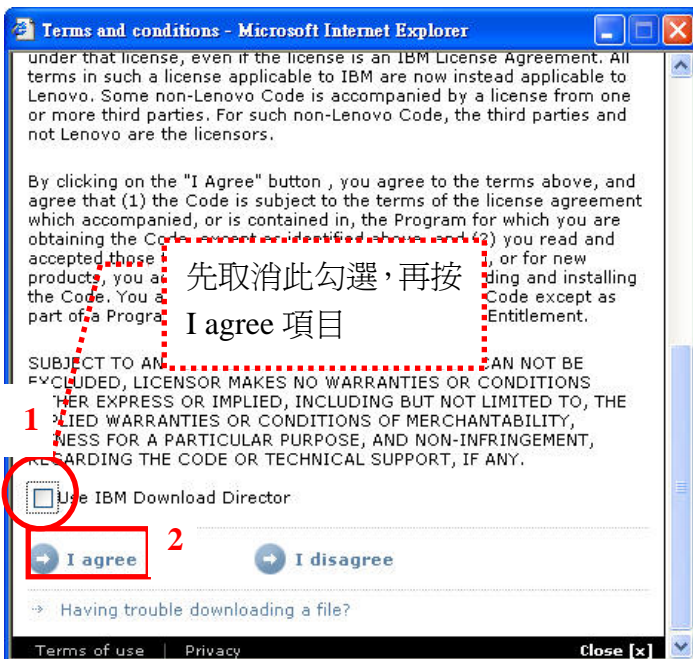 Terms and conditions - Microsoft Internet Explorer
under that license, even if the license is an IBM License Agreement. All
terms in such a license applicable to IBM are now instead applicable to
Lenovo. Some non-Lenovo Code is accompanied by a license from one
or more third parties. For such non-Lenovo Code, the third parties and
not Lenovo are the licensors.
By clicking on the "I Agree" button , you agree to the terms above, and
agree that (1) the Code is subject to the terms of the license agreement
which accompanied, or is contained in, the Program for which you are
obtaining the Code, except as identified above, and (2) you read and
accepted those , or for new
products, you ding and installing
the Code. You Code except as
part of a Entitlement.
先取消此勾選，再按
I agree 項目
SUBJECT TO CAN NOT BE
EXCLUDED, LICENSOR MAKES NO WARRANTIES OR CONDITIONS
EXPRESS OR IMPLIED, INCLUDING BUT NOT LIMITED TO, THE
WARRANTIES OR CONDITIONS OF MERCHANTABILITY,
FOR A PARTICULAR PURPOSE, AND NON-INFRINGEMENT,
REGARDING THE CODE OR TECHNICAL SUPPORT, IF ANY.
1
Use IBM Download Director
2
I agree I disagree
Having trouble downloading a file?
Terms of use | Privacy Close [x]